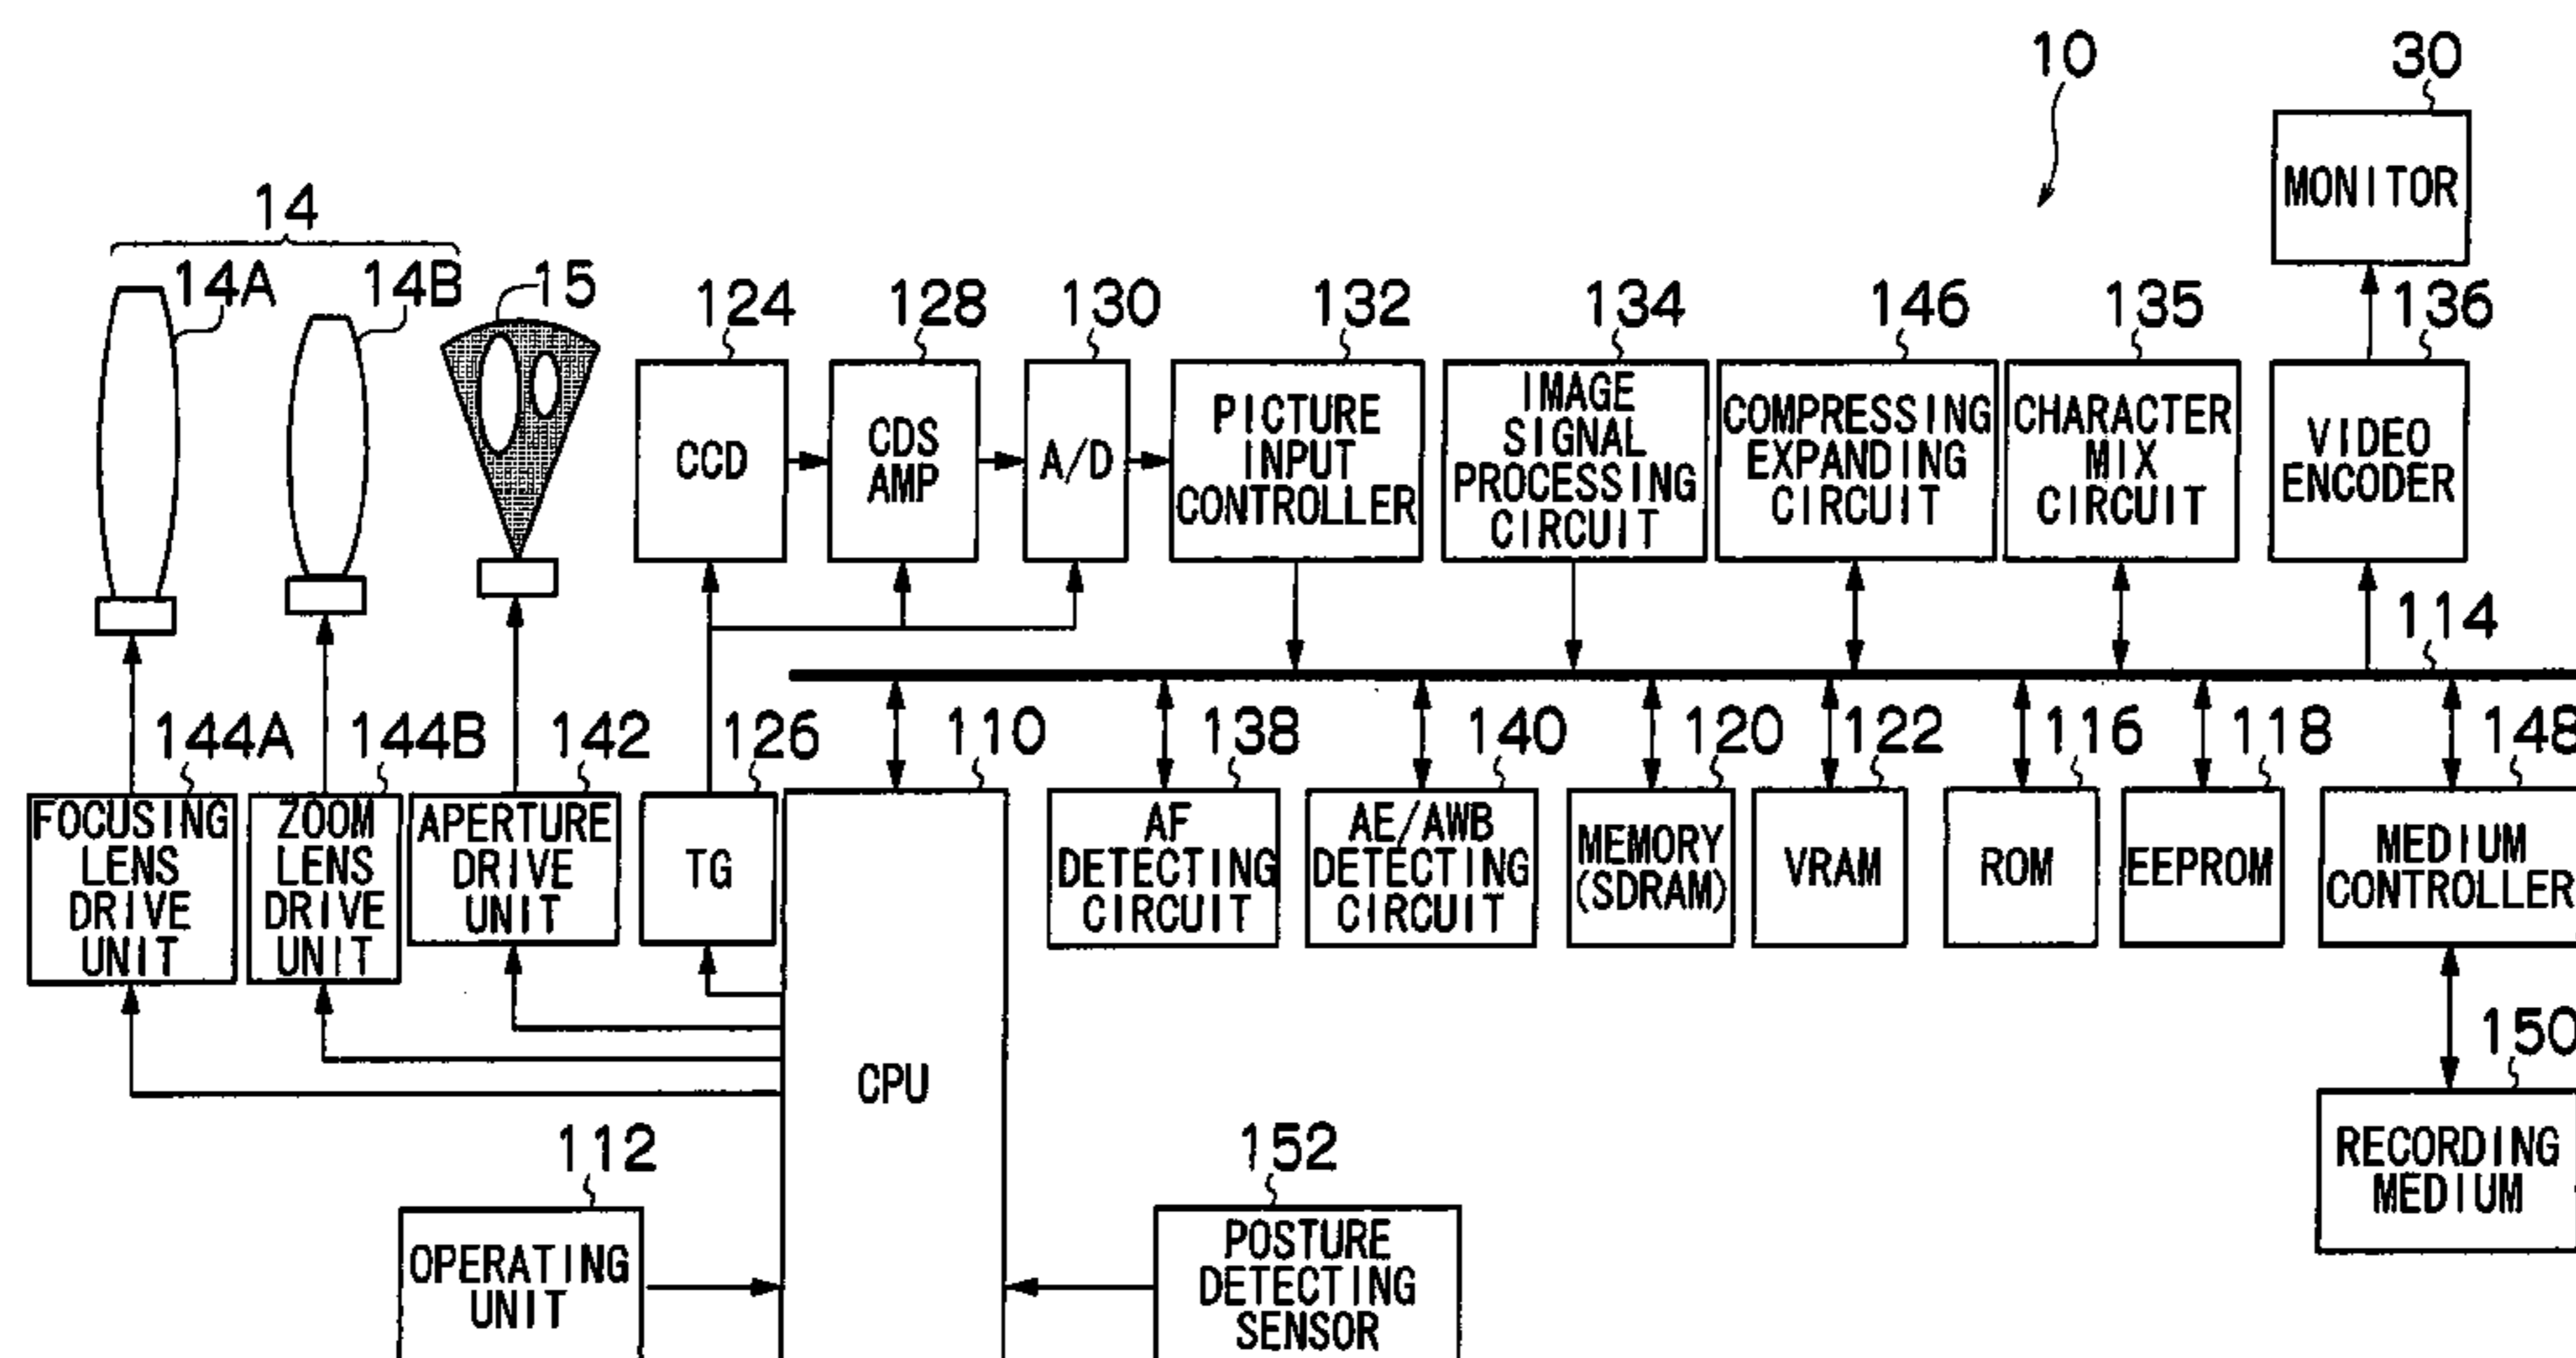 10
30
MONITOR
14
14A
14B
15
124
128
130
132
134
146
135
136
CCD
CDS
AMP
A/D
PICTURE
INPUT
CONTROLLER
IMAGE
SIGNAL
PROCESSING
CIRCUIT
COMPRESSING
EXPANDING
CIRCUIT
CHARACTER
MIX
CIRCUIT
VIDEO
ENCODER
114
144A
144B
142
126
110
138
140
120
122
116
118
148
FOCUSING
LENS
DRIVE
UNIT
ZOOM
LENS
DRIVE
UNIT
APERTURE
DRIVE
UNIT
TG
CPU
AF
DETECTING
CIRCUIT
AE/AWB
DETECTING
CIRCUIT
MEMORY
(SDRAM)
VRAM
ROM
EEPROM
MEDIUM
CONTROLLER
150
RECORDING
MEDIUM
112
OPERATING
UNIT
152
POSTURE
DETECTING
SENSOR